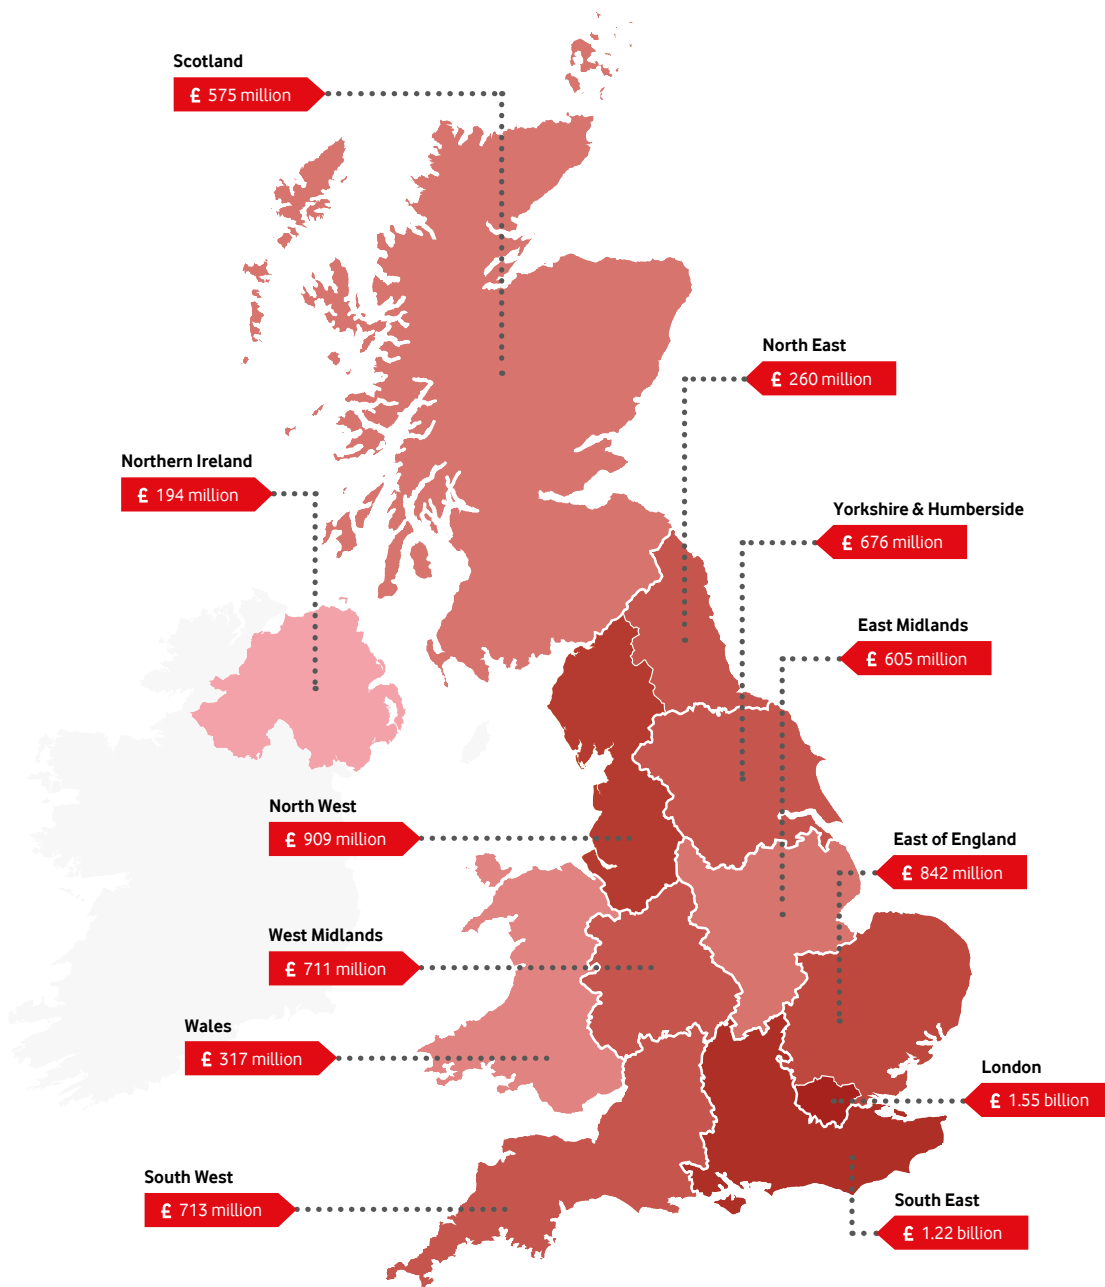 Scotland
£ 575 million
North East
£ 260 million
Northern Ireland
£ 194 million
Yorkshire & Humberside
£ 676 million
East Midlands
£ 605 million
North West
£ 909 million
East of England
£ 842 million
West Midlands
£ 711 million
Wales
£ 317 million
London
£ 1.55 billion
South West
£ 713 million
South East
£ 1.22 billion